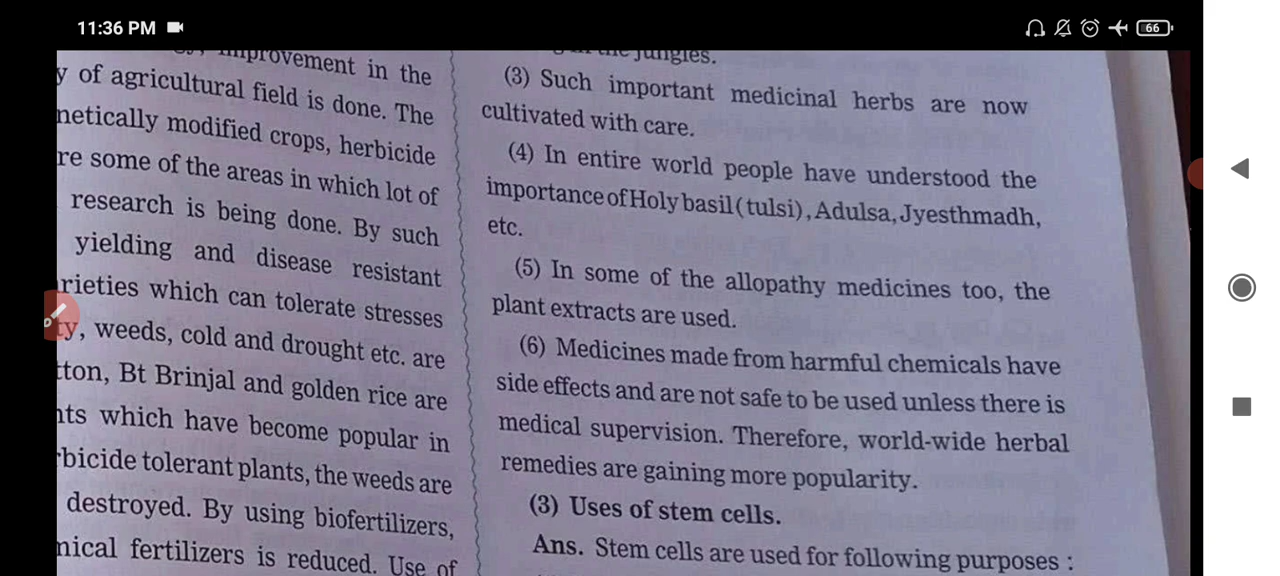 11:36 PM
66
improvement in the
y of agricultural field is done. The
netically modified crops, herbicide
re some of the areas in which lot of
research is being done. By such
yielding and disease resistant
rieties which can tolerate stresses
ty, weeds, cold and drought etc. are
tton, Bt Brinjal and golden rice are
nts which have become popular in
rbicide tolerant plants, the weeds are
destroyed. By using biofertilizers,
mical fertilizers is reduced. Use of
the jungles.
(3) Such important medicinal herbs are now
cultivated with care.
(4) In entire world people have understood the
importance of Holy basil (tulsi), Adulsa, Jyesthmadh,
etc.
(5) In some of the allopathy medicines too, the
plant extracts are used.
(6) Medicines made from harmful chemicals have
side effects and are not safe to be used unless there is
medical supervision. Therefore, world-wide herbal
remedies are gaining more popularity.
(3) Uses of stem cells.
Ans. Stem cells are used for following purposes :